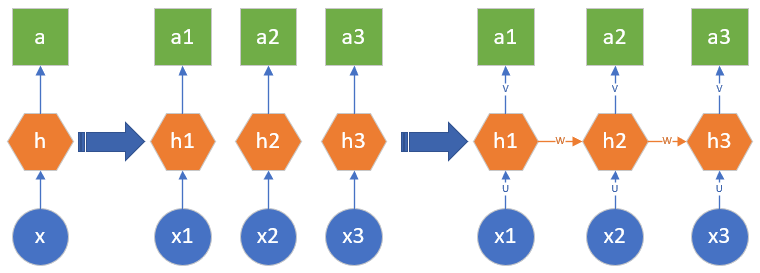 a a1 a2 a3 a1 a2 a3
V V V
h h1 h2 h3 h1 W h2 W h3
U U U
x x1 x2 x3 x1 x2 x3